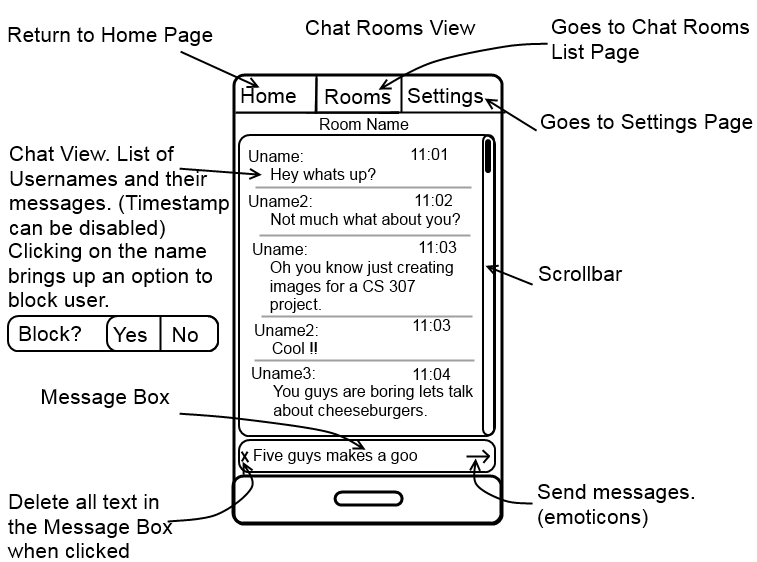 Return to Home Page
Chat Rooms View
Goes to Chat Rooms
List Page
Home
Rooms
Settings
Goes to Settings Page
Room Name
Chat View. List of
Usernames and their
messages. (Timestamp
can be disabled)
Clicking on the name
brings up an option to
block user.
Block?
Yes
No
Uname:
11:01
Hey whats up?
Uname2:
11:02
Not much what about you?
Uname:
11:03
Oh you know just creating
images for a CS 307
project.
Uname2:
11:03
Cool !!
Uname3:
11:04
You guys are boring lets talk
about cheeseburgers.
Scrollbar
Message Box
x Five guys makes a goo
Delete all text in
the Message Box
when clicked
Send messages.
(emoticons)